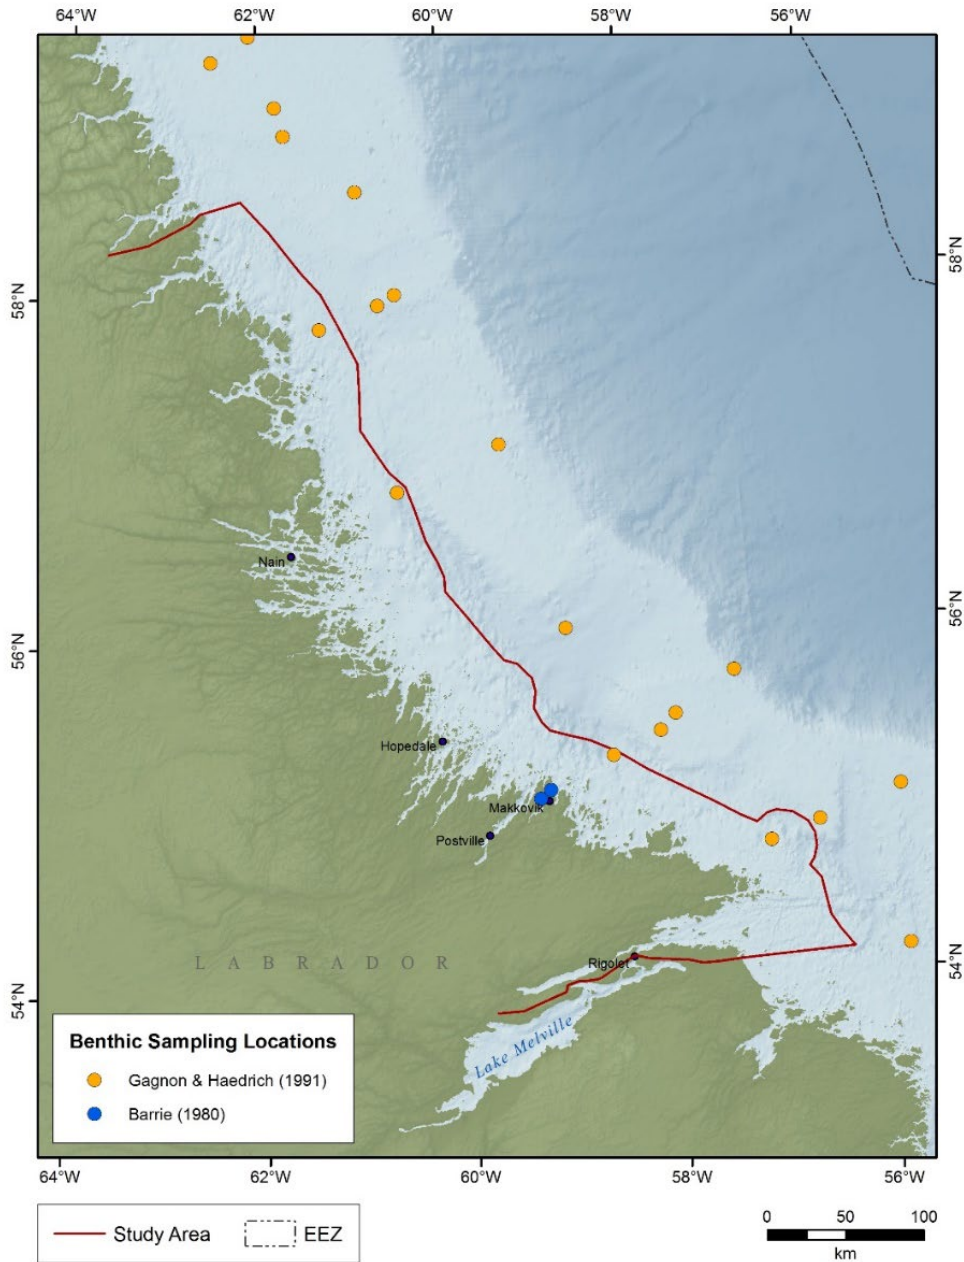 64°W 62°W 60°W 58°W 56°W
58°N
58°N
Nain
56°N
56°N
Hopedale
Makkovik
Postville
LABRADOR
Rigolet
54°N
54°N
Lake Melville
Benthic Sampling Locations
Gagnon & Haedrich (1991)
Barrie (1980)
64°W 62°W 60°W 58°W 56°W
Study Area EEZ
0 50 100
km